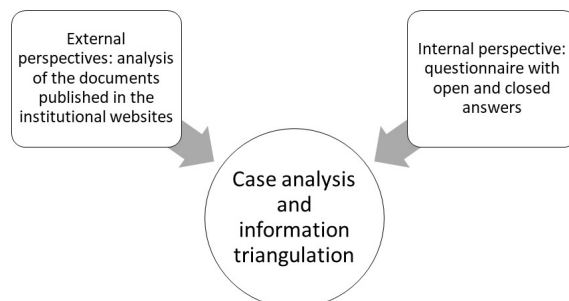 External
perspectives: analysis
of the documents
published in the
institutional websites
Internal perspective:
questionnaire with
open and closed
answers
Case analysis
and
information
triangulation